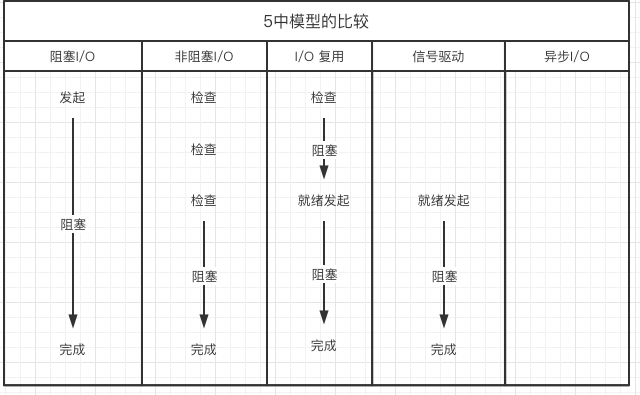 5中模型的比较
阻塞I/O 非阻塞I/O I/O 复用 信号驱动 异步I/O
发起 检查 检查
检查 阻塞
检查 就绪发起 就绪发起
阻塞
阻塞 阻塞 阻塞
完成 完成 完成 完成